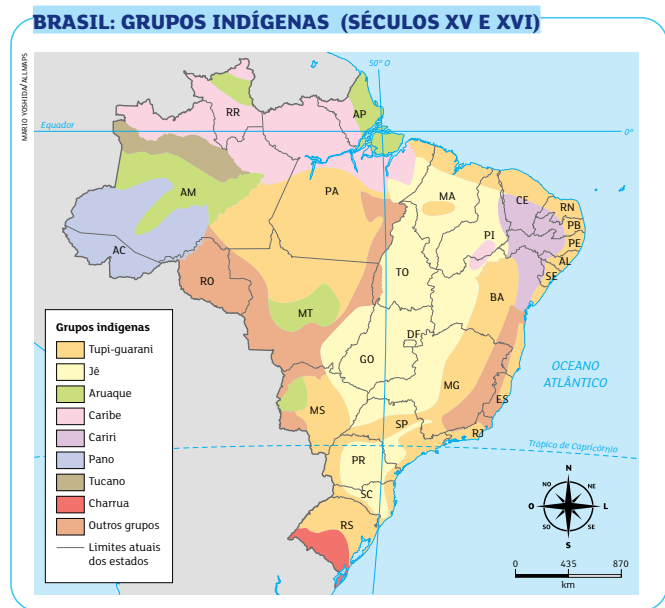 BRASIL: GRUPOS INDÍGENAS (SÉCULOS XV E XVI)
MARIO YOSHIDA/ALLMAPS
50° O
Equador
0°
RR
AP
AM
PA
MA
CE
RN
PB
PE
AL
SE
PI
AC
RO
TO
BA
MT
DF
GO
MG
ES
MS
SP
RJ
PR
SC
RS
OCEANO
ATLÂNTICO
Trópico de Capricórnio
Grupos indígenas
Tupi-guarani
Jê
Aruaque
Caribe
Cariri
Pano
Tucano
Charrua
Outros grupos
Limites atuais
dos estados
N
NO
NE
O
L
SO
SE
S
0 435 870
km